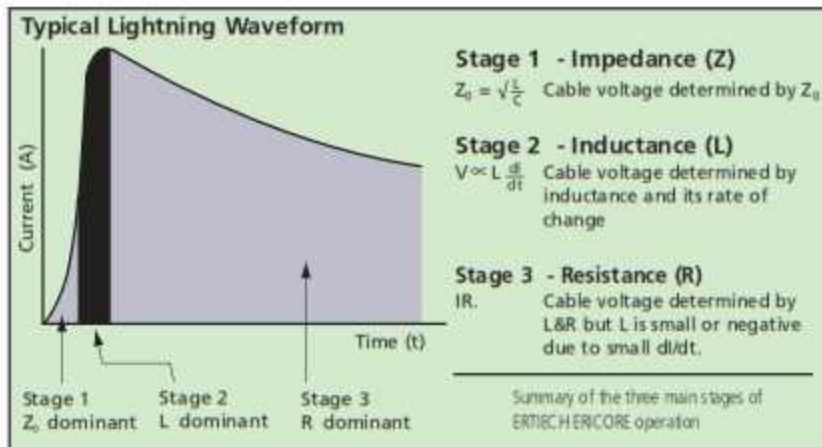 Typical Lightning Waveform
Current (A)
Time (t)
Stage 1
Z₀ dominant
Stage 2
L dominant
Stage 3
R dominant
Stage 1 - Impedance (Z)
Z₀ = √L/C Cable voltage determined by Z₀
Stage 2 - Inductance (L)
V∝L di/dt Cable voltage determined by
inductance and its rate of
change
Stage 3 - Resistance (R)
IR. Cable voltage determined by
L&R but L is small or negative
due to small dI/dt.
Summary of the three main stages of
ERITECH ERICORE operation